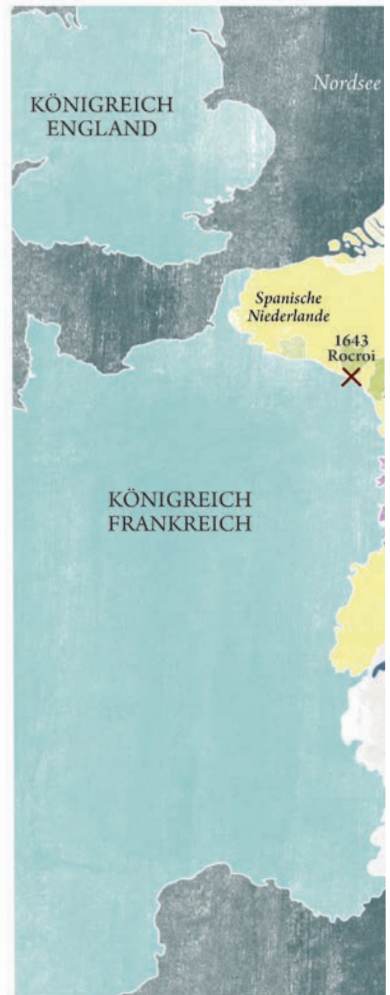 KÖNIGREICH
ENGLAND
Nordsee
Spanische
Niederlande
1643
Rocroi
KÖNIGREICH
FRANKREICH